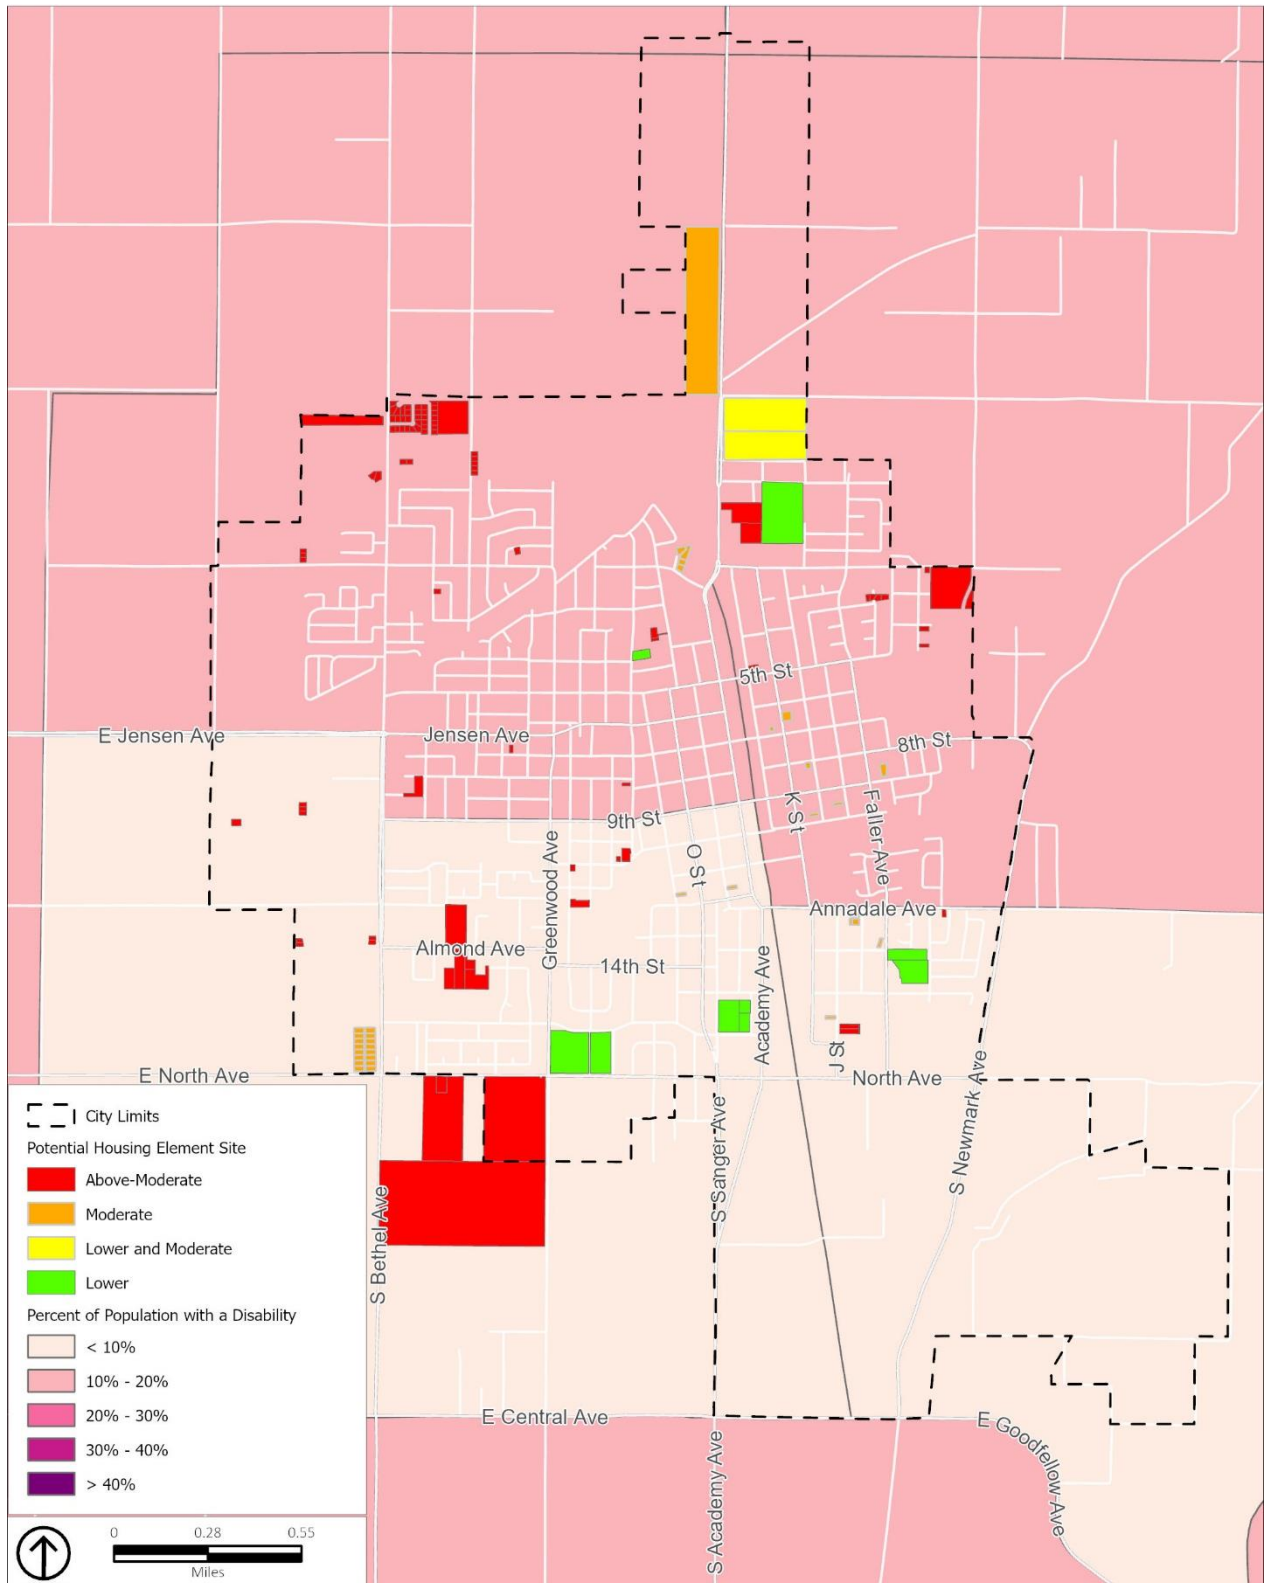 5th St
E Jensen Ave
Jensen Ave
8th St
9th St
K St
Faller Ave
O St
Greenwood Ave
Annadale Ave
Almond Ave
14th St
Academy Ave
J St
E North Ave
North Ave
S Newmark Ave
S Sanger Ave
S Bethel Ave
City Limits
Potential Housing Element Site
Above-Moderate
Moderate
Lower and Moderate
Lower
Percent of Population with a Disability
< 10%
10% - 20%
20% - 30%
30% - 40%
> 40%
E Central Ave
E Goodfellow Ave
S Academy Ave
0 0.28 0.55
Miles